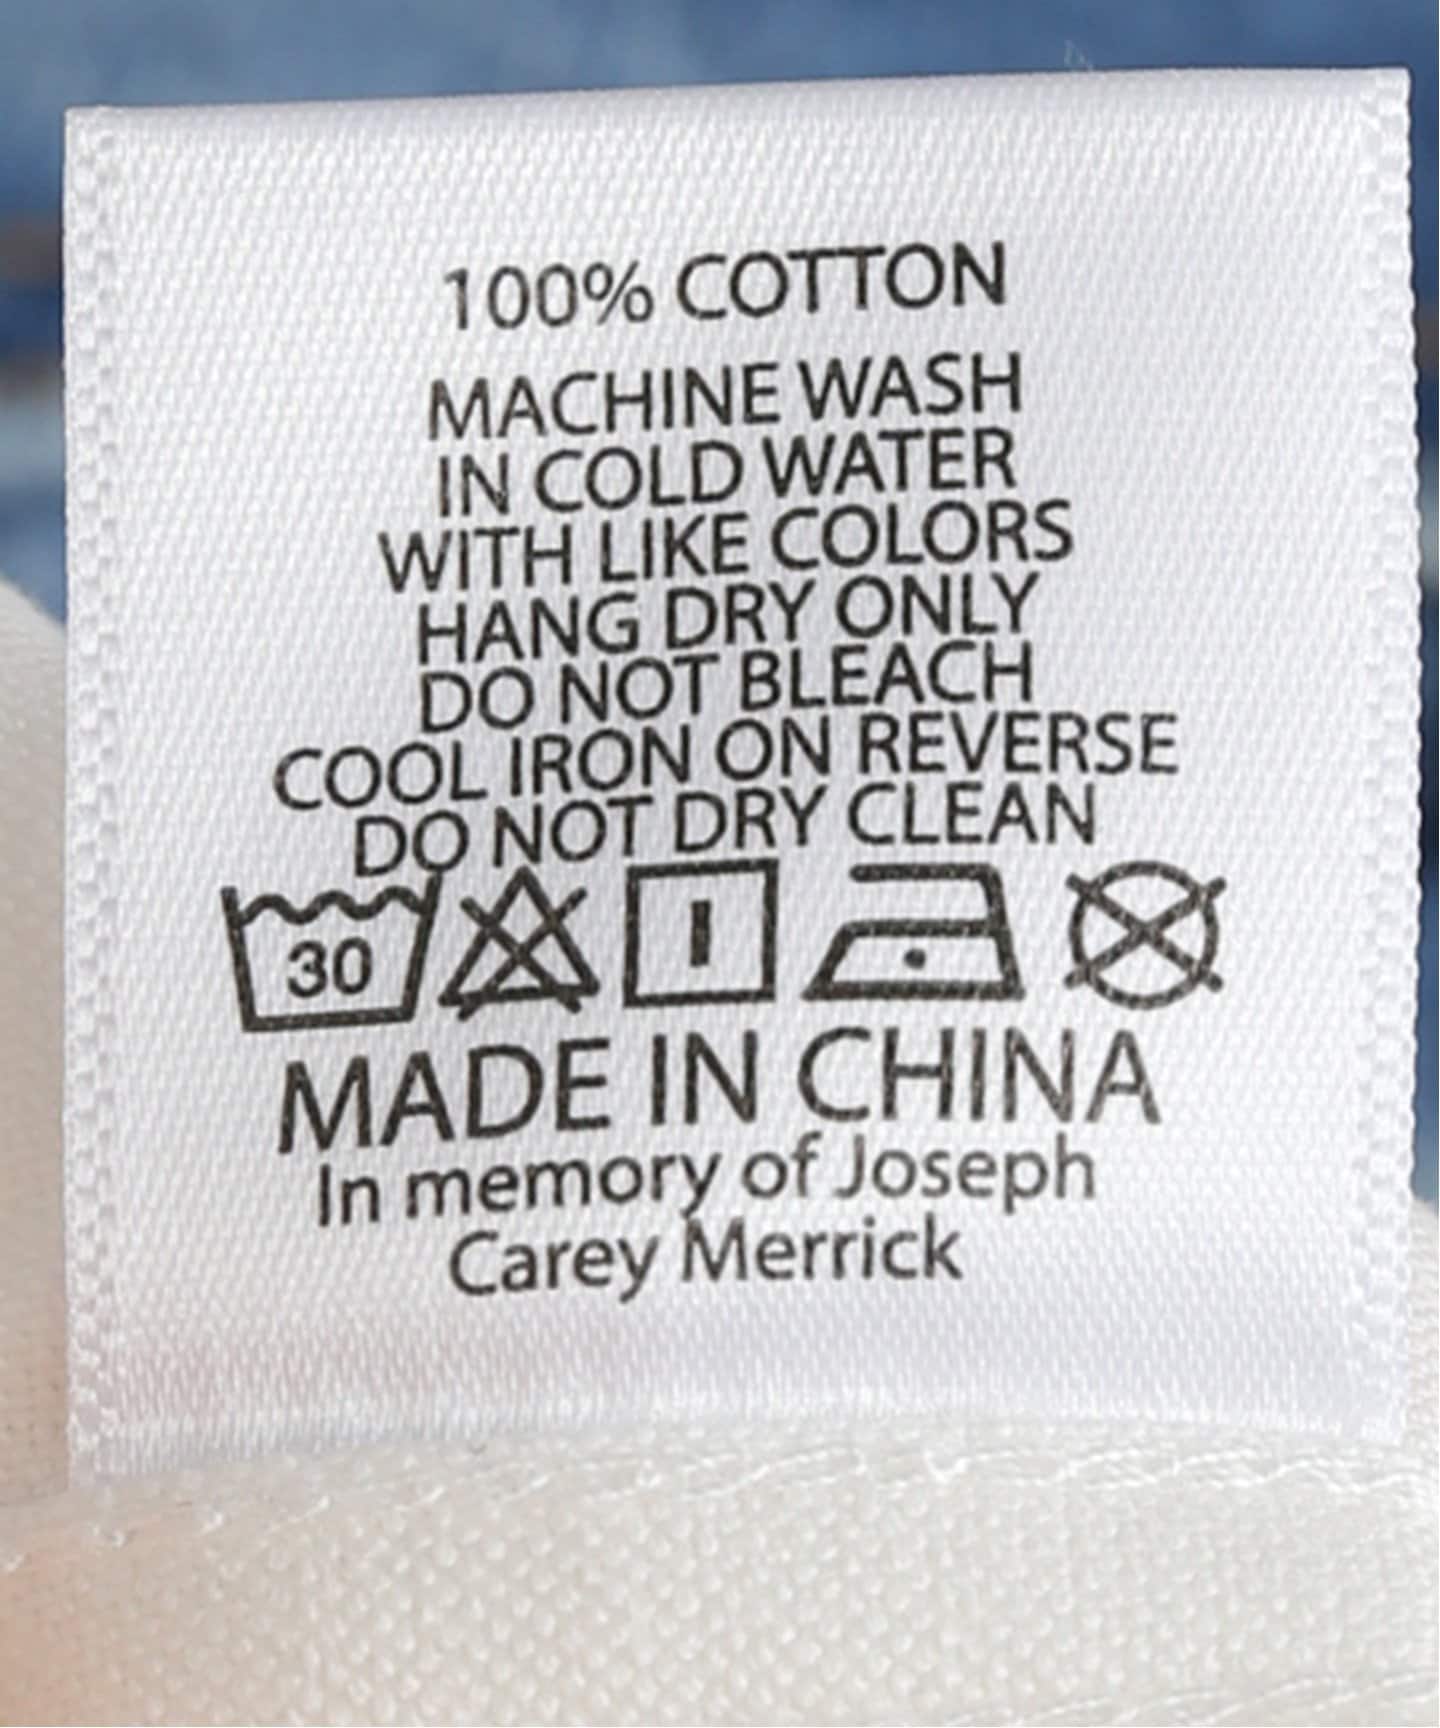 100% COTTON
MACHINE WASH
IN COLD WATER
WITH LIKE COLORS
HANG DRY ONLY
DO NOT BLEACH
COOL IRON ON REVERSE
DO NOT DRY CLEAN
30
MADE IN CHINA
In memory of Joseph
Carey Merrick